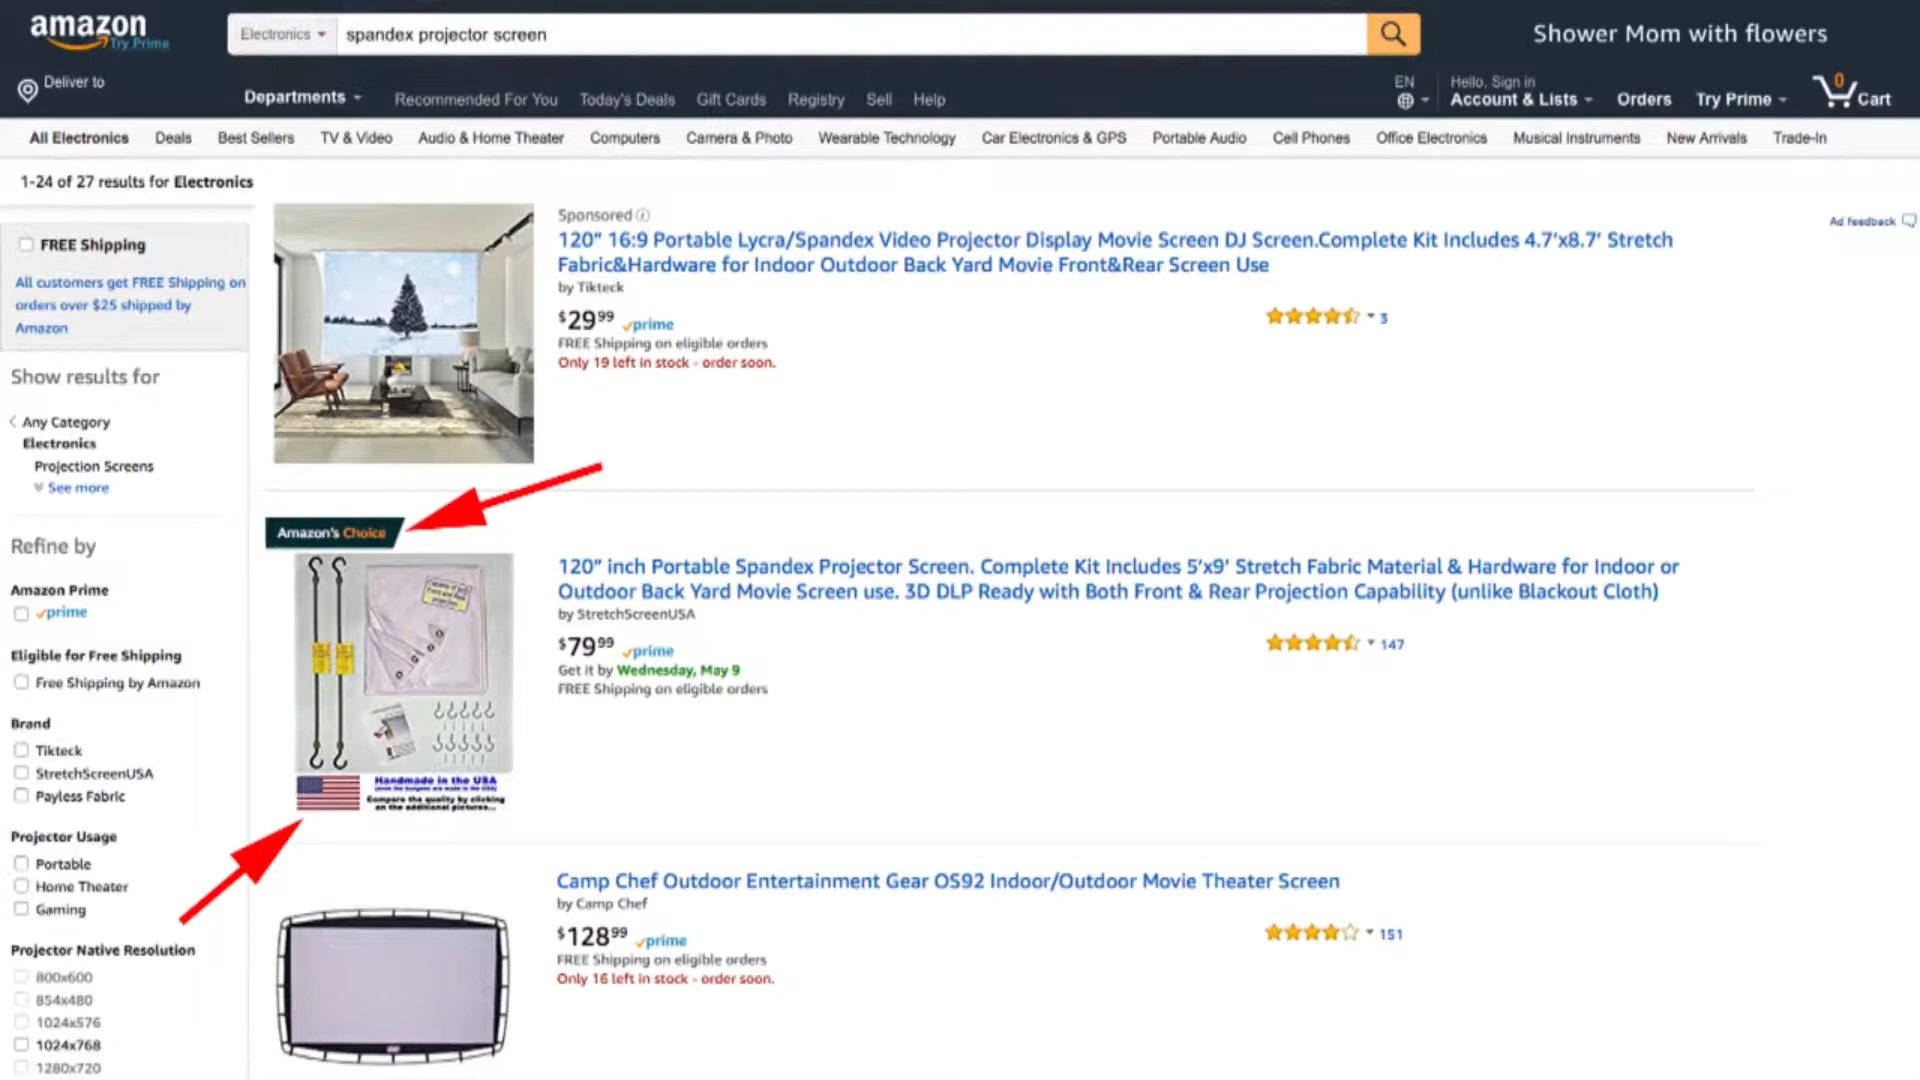 amazon
Try Prime
Electronics
spandex projector screen
Shower Mom with flowers
Deliver to
Departments
Recommended For You
Today's Deals
Gift Cards
Registry
Sell
Help
EN
Hello, Sign in
Account & Lists
Orders
Try Prime
0
Cart
All Electronics
Deals
Best Sellers
TV & Video
Audio & Home Theater
Computers
Camera & Photo
Wearable Technology
Car Electronics & GPS
Portable Audio
Cell Phones
Office Electronics
Musical Instruments
New Arrivals
Trade-In
1-24 of 27 results for Electronics
FREE Shipping
All customers get FREE Shipping on
orders over $25 shipped by
Amazon
Show results for
Any Category
Electronics
Projection Screens
See more
Refine by
Amazon Prime
prime
Eligible for Free Shipping
Free Shipping by Amazon
Brand
Tikteck
StretchScreenUSA
Payless Fabric
Projector Usage
Portable
Home Theater
Gaming
Projector Native Resolution
800x600
854x480
1024x576
1024x768
1280x720
Sponsored
Ad feedback
120" 16:9 Portable Lycra/Spandex Video Projector Display Movie Screen DJ Screen.Complete Kit Includes 4.7'x8.7' Stretch
Fabric&Hardware for Indoor Outdoor Back Yard Movie Front&Rear Screen Use
by Tikteck
$29.99 prime
3
FREE Shipping on eligible orders
Only 19 left in stock - order soon.
Amazon's Choice
120" inch Portable Spandex Projector Screen. Complete Kit Includes 5'x9' Stretch Fabric Material & Hardware for Indoor or
Outdoor Back Yard Movie Screen use. 3D DLP Ready with Both Front & Rear Projection Capability (unlike Blackout Cloth)
by StretchScreenUSA
$79.99 prime
147
Get it by Wednesday, May 9
FREE Shipping on eligible orders
Handmade in the USA
Compare the quality by clicking
on the additional pictures...
Camp Chef Outdoor Entertainment Gear OS92 Indoor/Outdoor Movie Theater Screen
by Camp Chef
$128.99 prime
151
FREE Shipping on eligible orders
Only 16 left in stock - order soon.